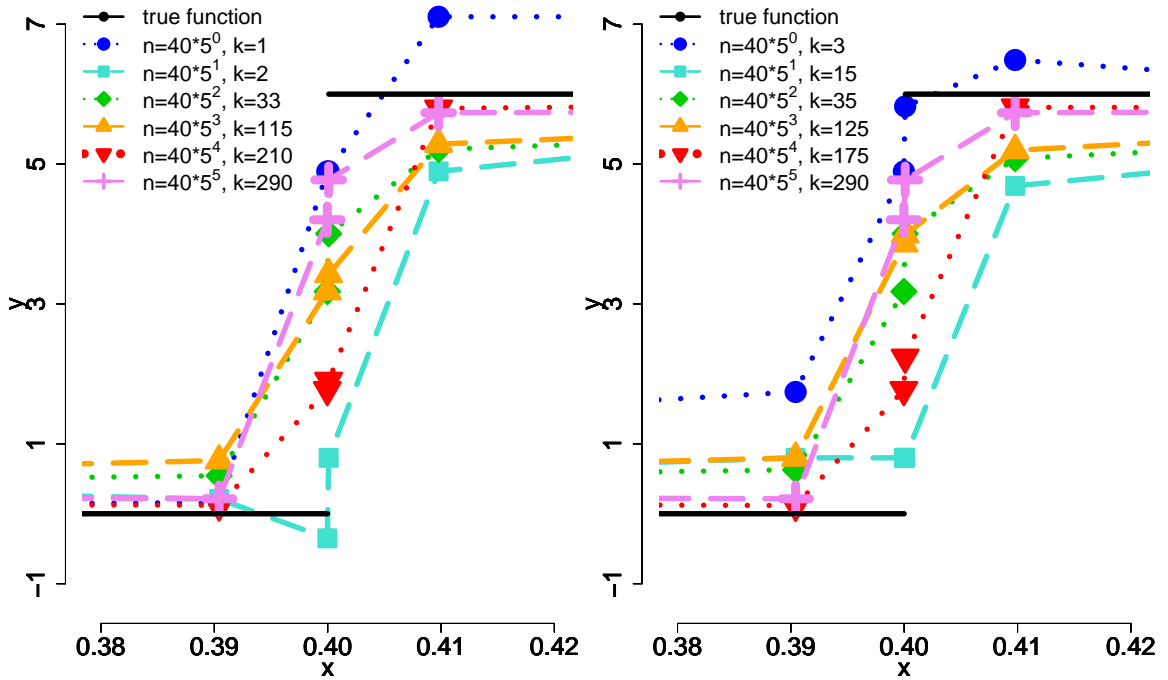 true function
n=40*5^0, k=1
n=40*5^1, k=2
n=40*5^2, k=33
n=40*5^3, k=115
n=40*5^4, k=210
n=40*5^5, k=290
7
5
3
1
−1
y
0.38 0.39 0.40 0.41 0.42
x
true function
n=40*5^0, k=3
n=40*5^1, k=15
n=40*5^2, k=35
n=40*5^3, k=125
n=40*5^4, k=175
n=40*5^5, k=290
7
5
3
1
−1
y
0.38 0.39 0.40 0.41 0.42
x